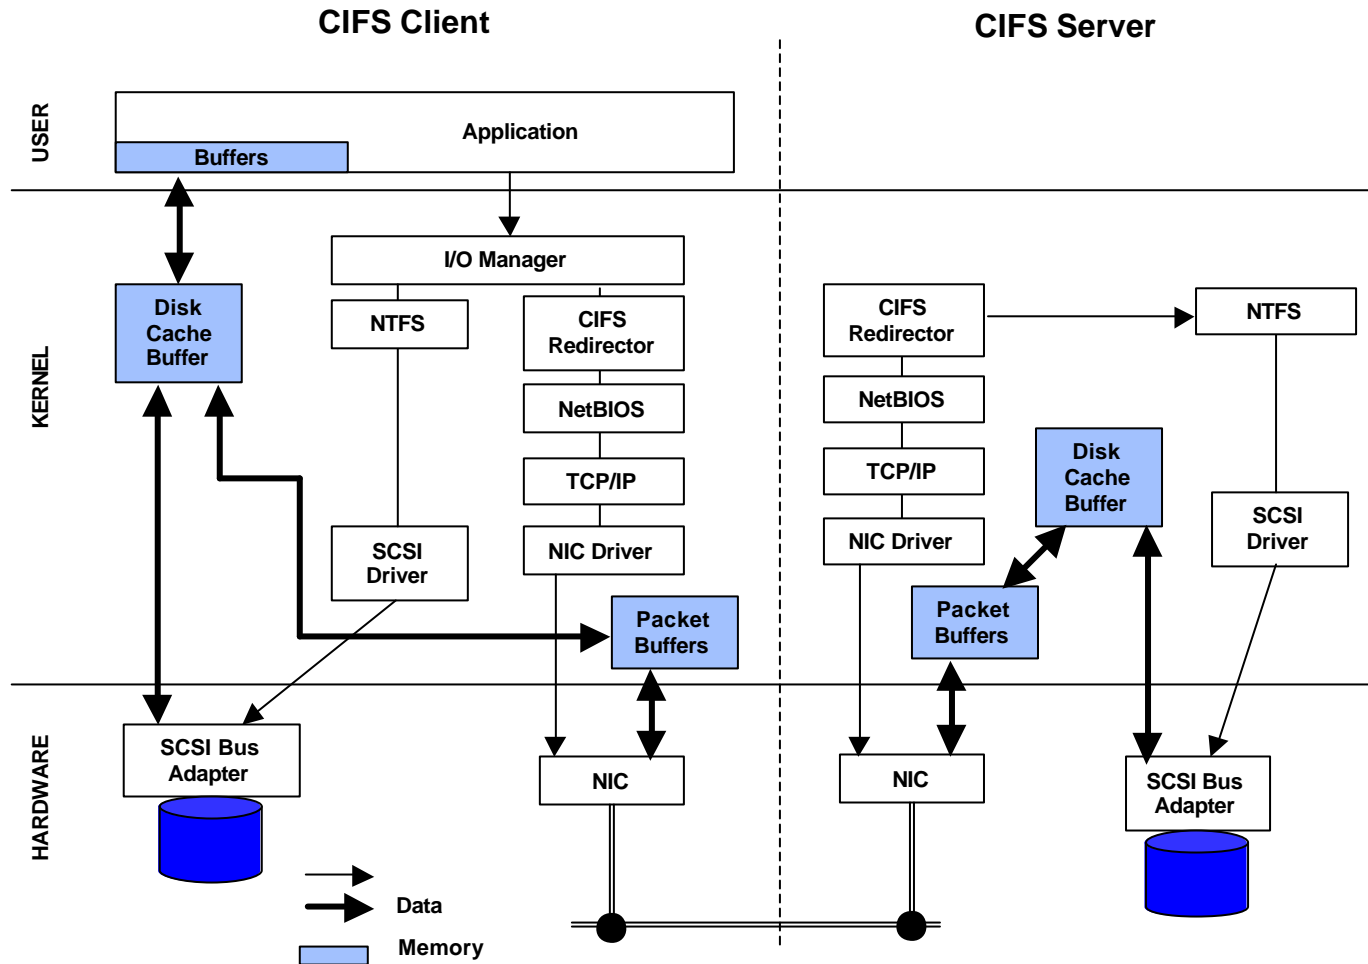 CIFS Client
CIFS Server
USER
Application
Buffers
KERNEL
I/O Manager
Disk
Cache
Buffer
NTFS
CIFS
Redirector
NetBIOS
TCP/IP
NIC Driver
SCSI
Driver
Packet
Buffers
CIFS
Redirector
NTFS
NetBIOS
TCP/IP
NIC Driver
Disk
Cache
Buffer
SCSI
Driver
Packet
Buffers
HARDWARE
SCSI Bus
Adapter
NIC
NIC
SCSI Bus
Adapter
Data
Memory